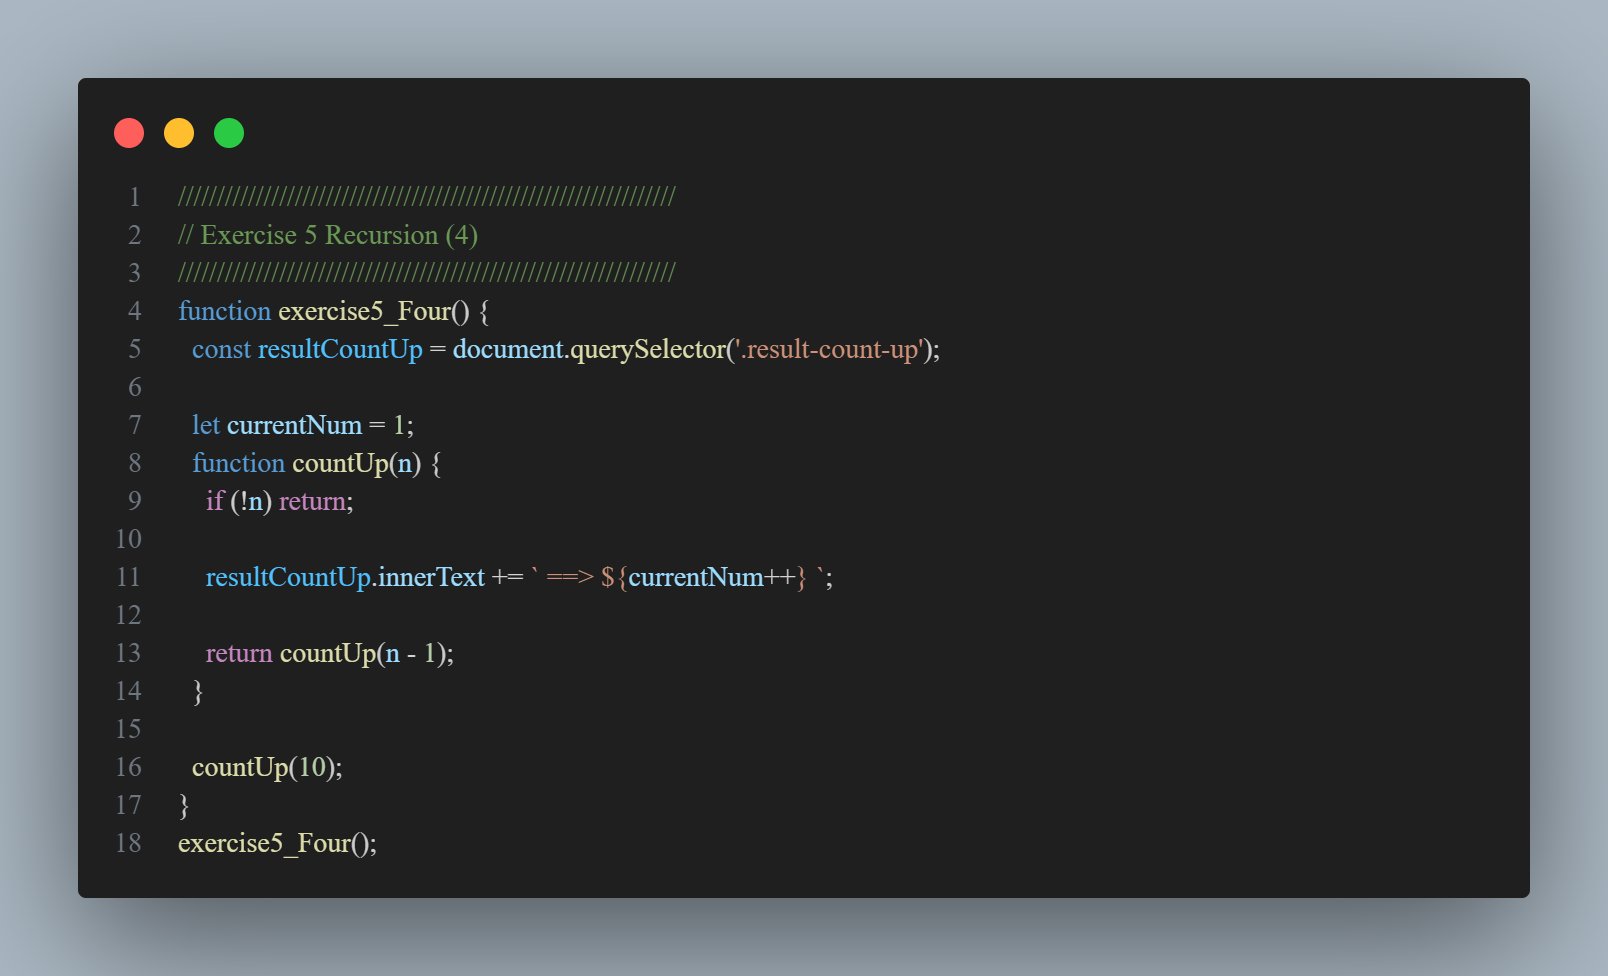 1 ////////////////////////////////////////////////////////////////
2 // Exercise 5 Recursion (4)
3 ////////////////////////////////////////////////////////////////
4 function exercise5_Four() {
5   const resultCountUp = document.querySelector('.result-count-up');
6
7   let currentNum = 1;
8   function countUp(n) {
9     if (!n) return;
10
11     resultCountUp.innerText += ` ==> ${currentNum++} `;
12
13     return countUp(n - 1);
14   }
15
16   countUp(10);
17 }
18 exercise5_Four();